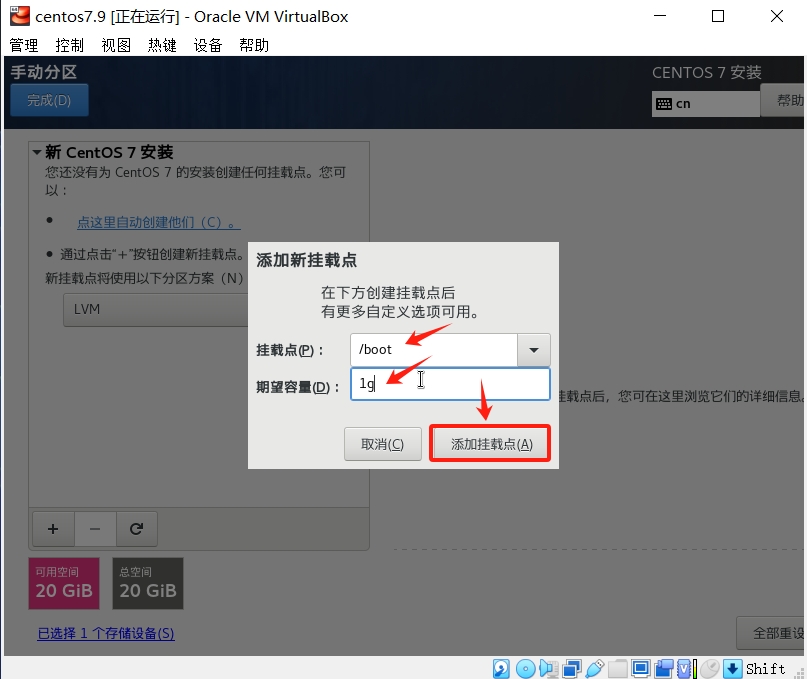 centos7.9 [正在运行] - Oracle VM VirtualBox
管理 控制 视图 热键 设备 帮助
手动分区
CENTOS 7 安装
完成(D)
cn
帮助
新 CentOS 7 安装
您还没有为 CentOS 7 的安装创建任何挂载点。您可
以：
点这里自动创建他们（C）。
通过点击“+”按钮创建新挂载点。
新挂载点将使用以下分区方案（N）
LVM
添加新挂载点
在下方创建挂载点后
有更多自定义选项可用。
挂载点(P)：
/boot
期望容量(D)：
1g
取消(C)
添加挂载点(A)
挂载点后，您可在这里浏览它们的详细信息。
+ −
可用空间
20 GiB
总空间
20 GiB
已选择 1 个存储设备(S)
全部重设
Shift